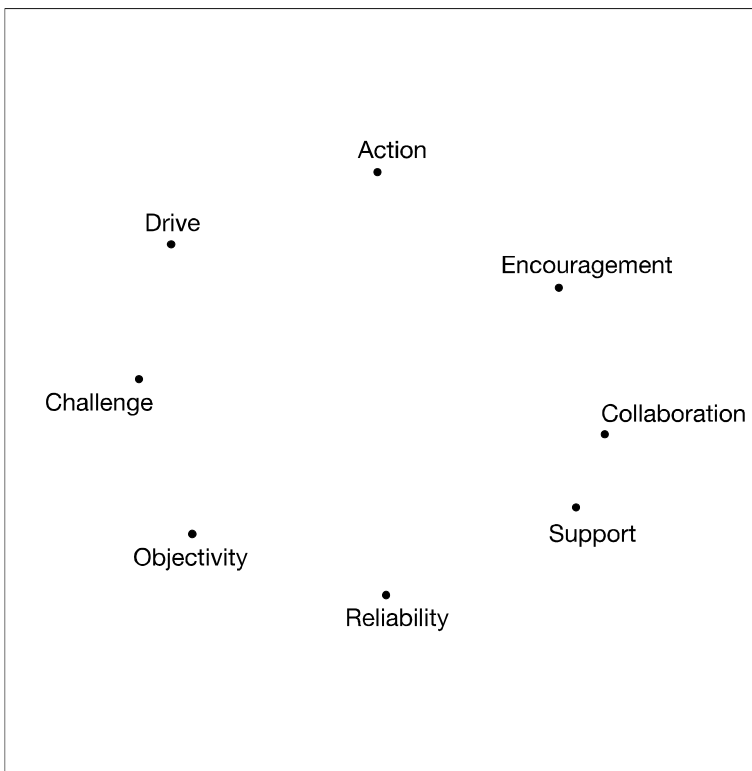 Action
Drive
Encouragement
Challenge
Collaboration
Support
Objectivity
Reliability